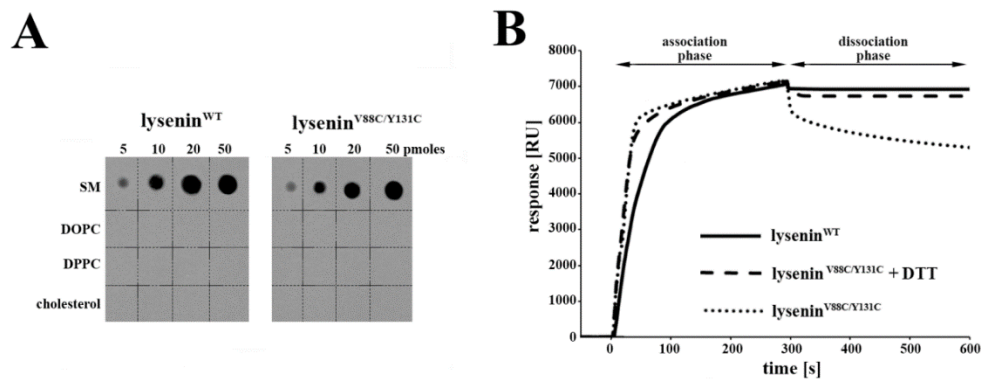 A
lysenin^WT lysenin^V88C/Y131C
5 10 20 50 5 10 20 50 pmoles
SM
DOPC
DPPC
cholesterol
B
association phase
dissociation phase
response [RU]
8000
7000
6000
5000
4000
3000
2000
1000
0
lysenin^WT
lysenin^V88C/Y131C + DTT
lysenin^V88C/Y131C
0 100 200 300 400 500 600
time [s]